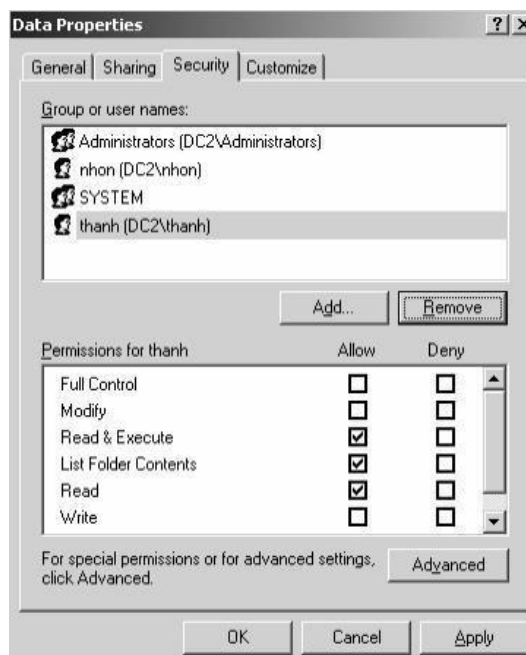 Data Properties
General Sharing Security Customize
Group or user names:
Administrators (DC2\Administrators)
nhon (DC2\nhon)
SYSTEM
thanh (DC2\thanh)
Add... Remove
Permissions for thanh Allow Deny
Full Control
Modify
Read & Execute
List Folder Contents
Read
Write
For special permissions or for advanced settings,
click Advanced.
Advanced
OK Cancel Apply